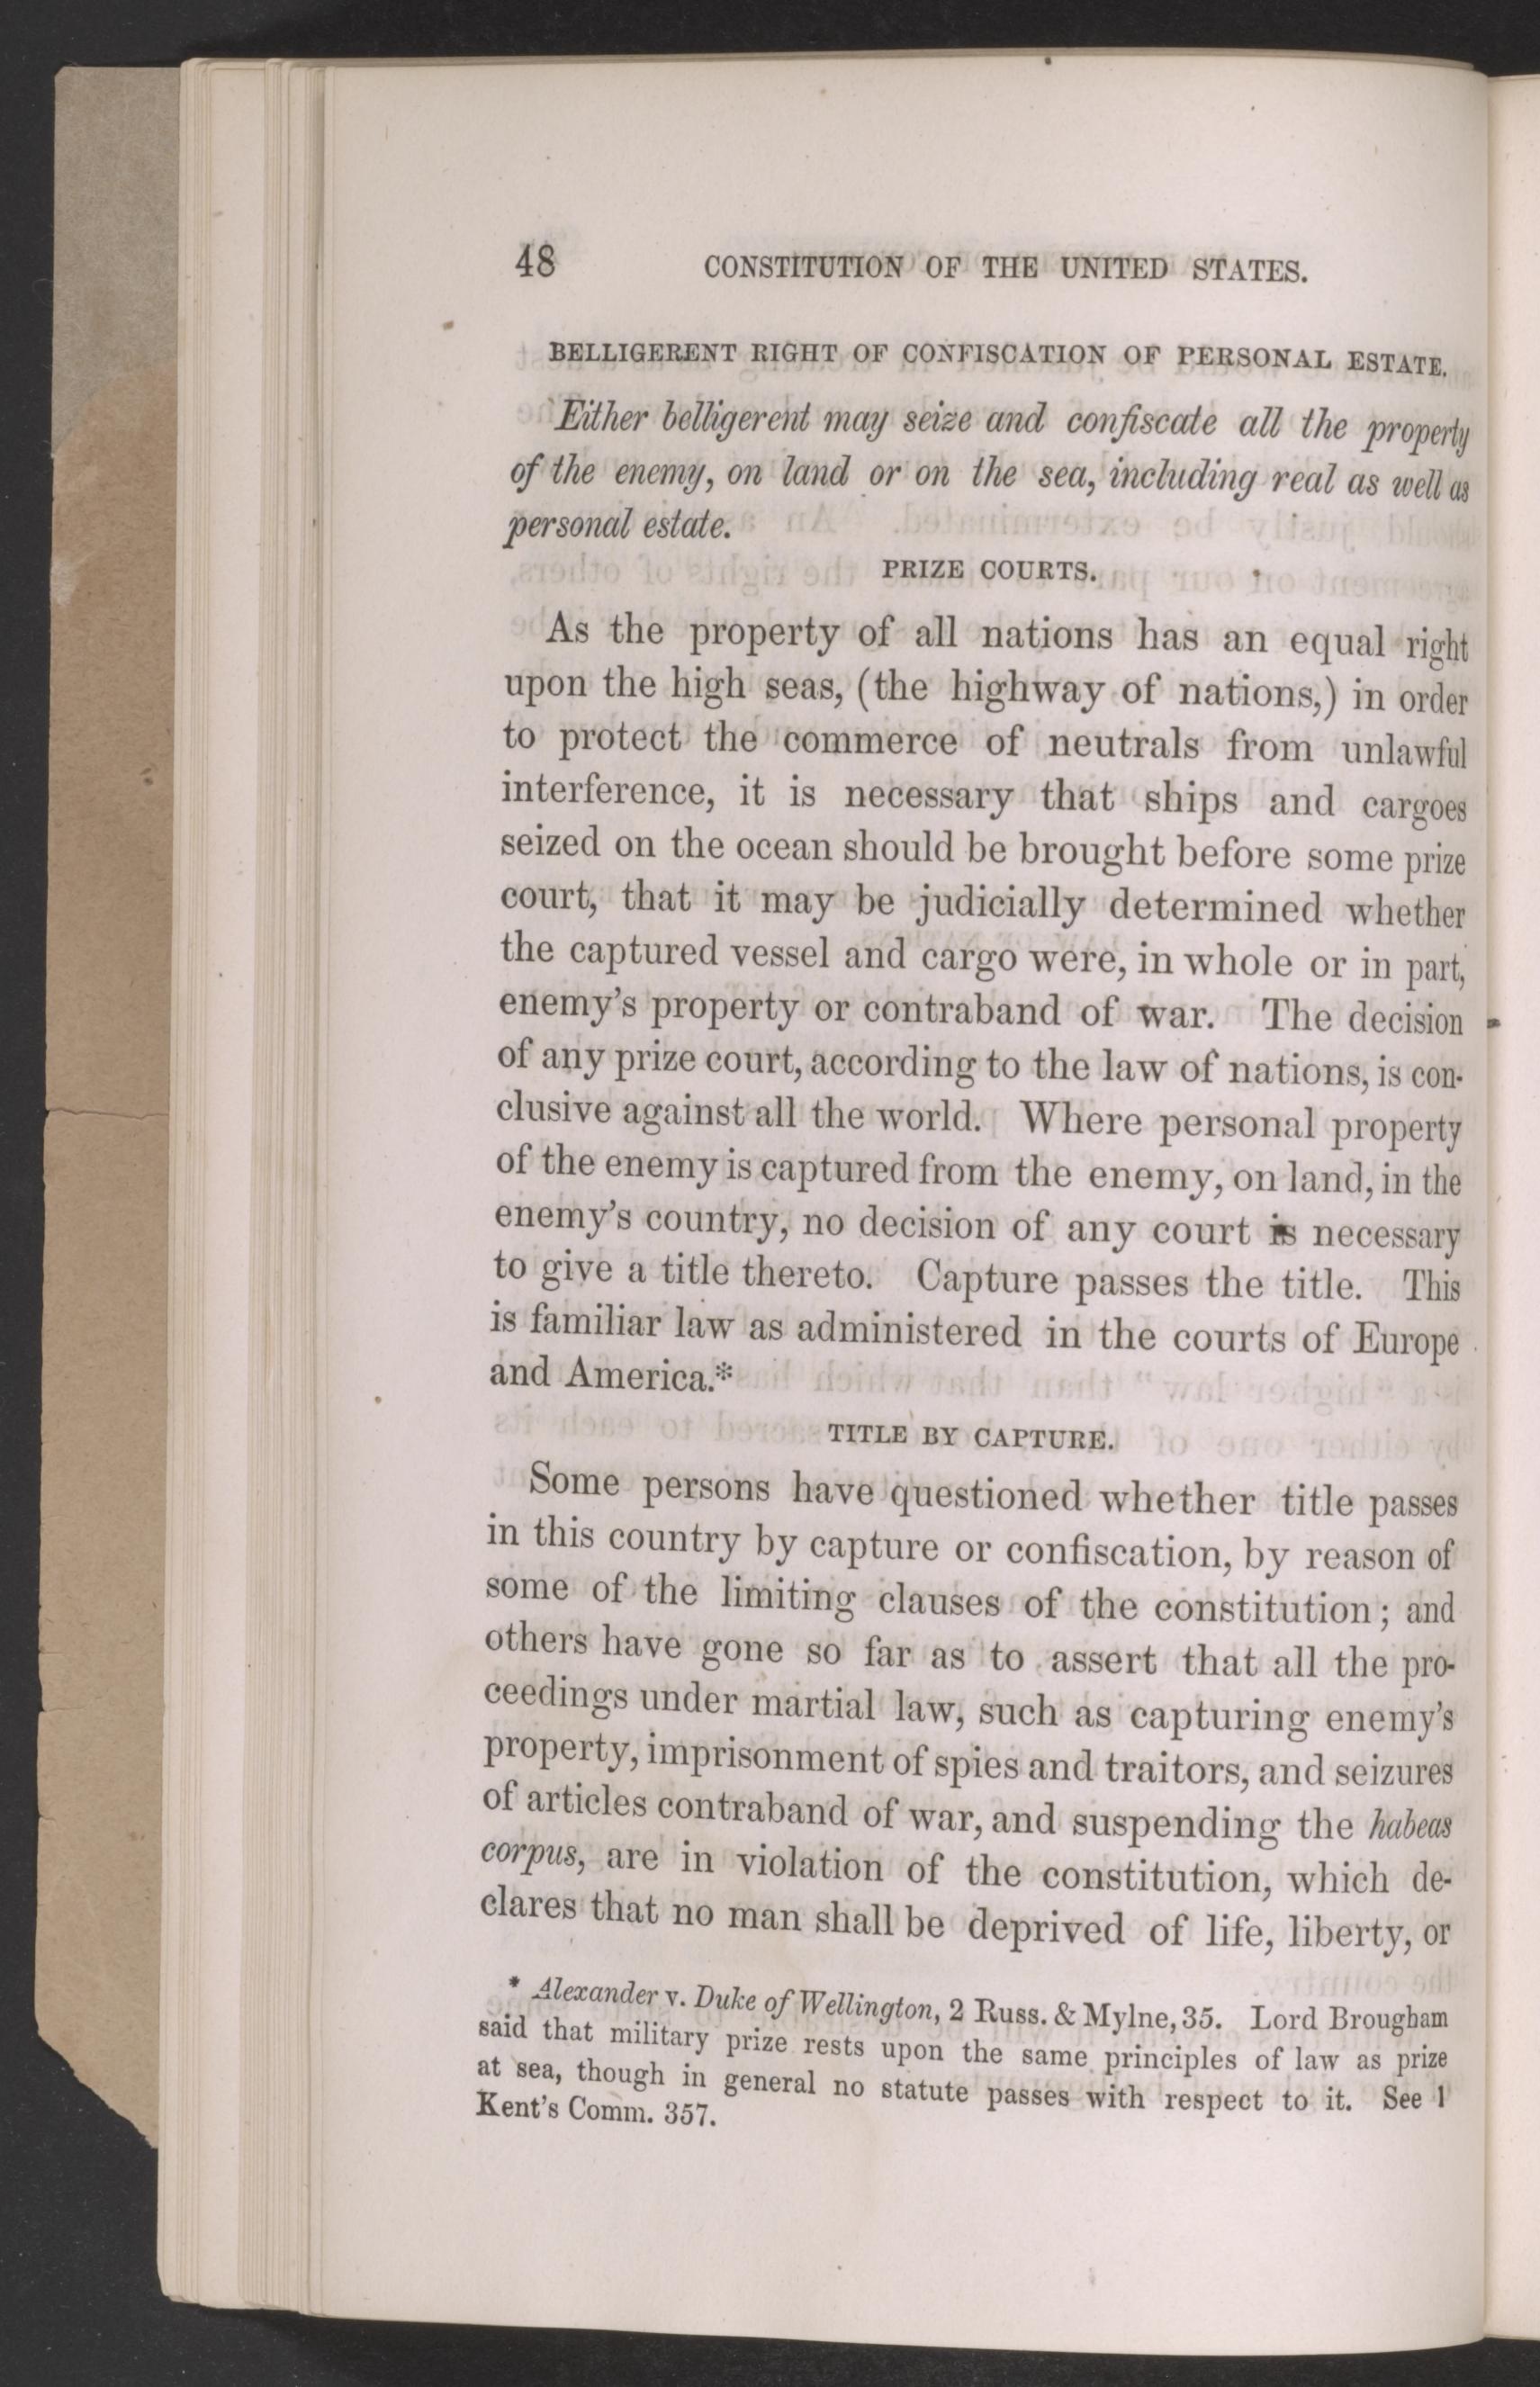 48 CONSTITUTION OF THE UNITED STATES.
BELLIGERENT RIGHT OF CONFISCATION OF PERSONAL ESTATE.
Either belligerent may seize and confiscate all the property
of the enemy, on land or on the sea, including real as well as
personal estate.
PRIZE COURTS.
As the property of all nations has an equal right
upon the high seas, (the highway of nations,) in order
to protect the commerce of neutrals from unlawful
interference, it is necessary that ships and cargoes
seized on the ocean should be brought before some prize
court, that it may be judicially determined whether
the captured vessel and cargo were, in whole or in part,
enemy's property or contraband of war. The decision
of any prize court, according to the law of nations, is con-
clusive against all the world. Where personal property
of the enemy is captured from the enemy, on land, in the
enemy's country, no decision of any court is necessary
to give a title thereto. Capture passes the title. This
is familiar law as administered in the courts of Europe
and America.*
TITLE BY CAPTURE.
Some persons have questioned whether title passes
in this country by capture or confiscation, by reason of
some of the limiting clauses of the constitution; and
others have gone so far as to assert that all the pro-
ceedings under martial law, such as capturing enemy's
property, imprisonment of spies and traitors, and seizures
of articles contraband of war, and suspending the habeas
corpus, are in violation of the constitution, which de-
clares that no man shall be deprived of life, liberty, or
* Alexander v. Duke of Wellington, 2 Russ. & Mylne, 35. Lord Brougham
said that military prize rests upon the same principles of law as prize
at sea, though in general no statute passes with respect to it. See 1
Kent's Comm. 357.